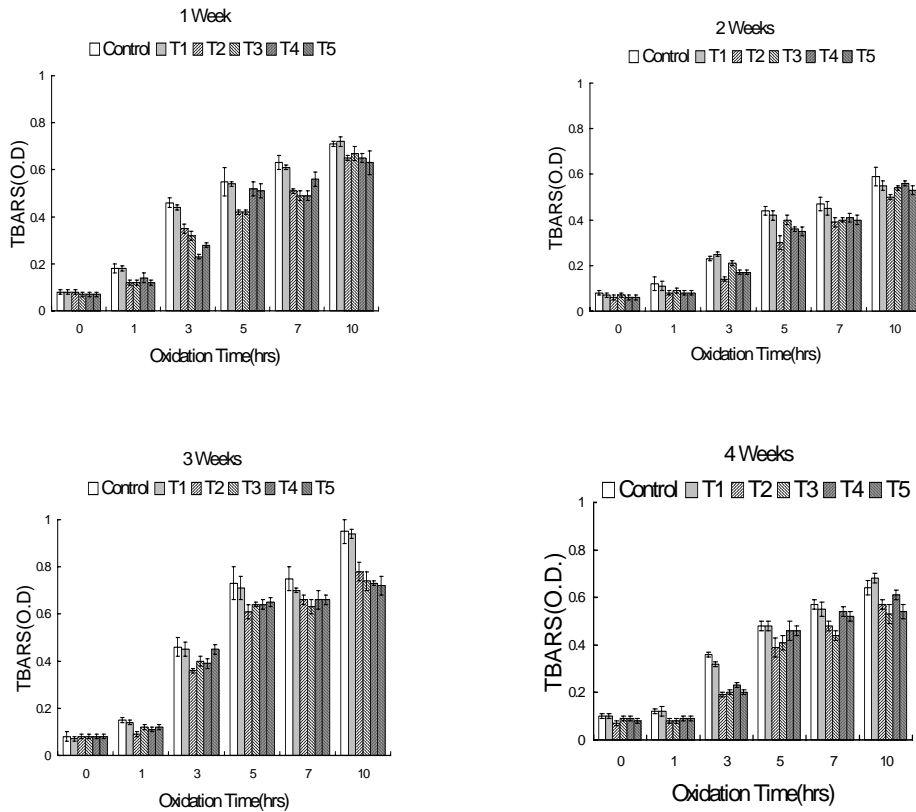 1 Week
Control T1 T2 T3 T4 T5
1
0.8
0.6
0.4
0.2
0
TBARS(O.D)
0 1 3 5 7 10
Oxidation Time(hrs)
2 Weeks
Control T1 T2 T3 T4 T5
1
0.8
0.6
0.4
0.2
0
TBARS(O.D)
0 1 3 5 7 10
Oxidation Time(hrs)
3 Weeks
Control T1 T2 T3 T4 T5
1
0.8
0.6
0.4
0.2
0
TBARS(O.D)
0 1 3 5 7 10
Oxidation Time(hrs)
4 Weeks
Control T1 T2 T3 T4 T5
1
0.8
0.6
0.4
0.2
0
TBARS(O.D.)
0 1 3 5 7 10
Oxidation Time(hrs)